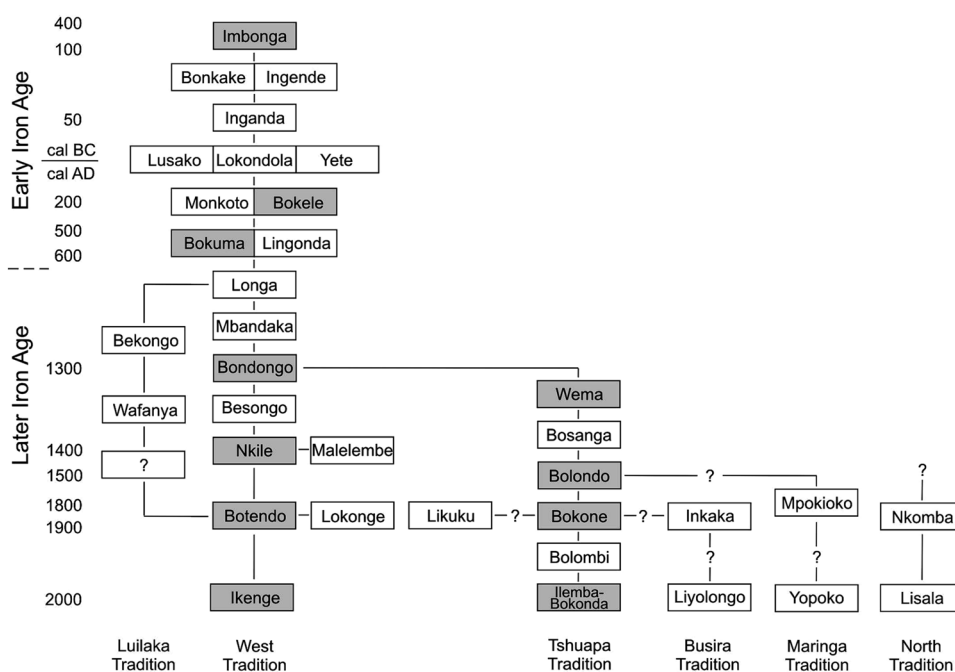 400
Imbonga
100
Bonkake Ingende
50
Inganda
cal BC
cal AD
Lusako Lokondola Yete
200
Monkoto Bokele
500
Bokuma Lingonda
600
Early Iron Age
Longa
Mbandaka
Bekongo
1300
Bondongo
Wema
Wafanya
Besongo
Bosanga
1400
Nkile Malelembe
?
1500
Bolondo ? ?
Mpokioko
1800
Botendo Lokonge Likuku ? Bokone ? Inkaka Nkomba
1900
Bolombi ? ?
2000
Ikenge
Ilemba-
Bokonda
Liyolongo Yopoko Lisala
Later Iron Age
Luilaka
Tradition
West
Tradition
Tshuapa
Tradition
Busira
Tradition
Maringa
Tradition
North
Tradition